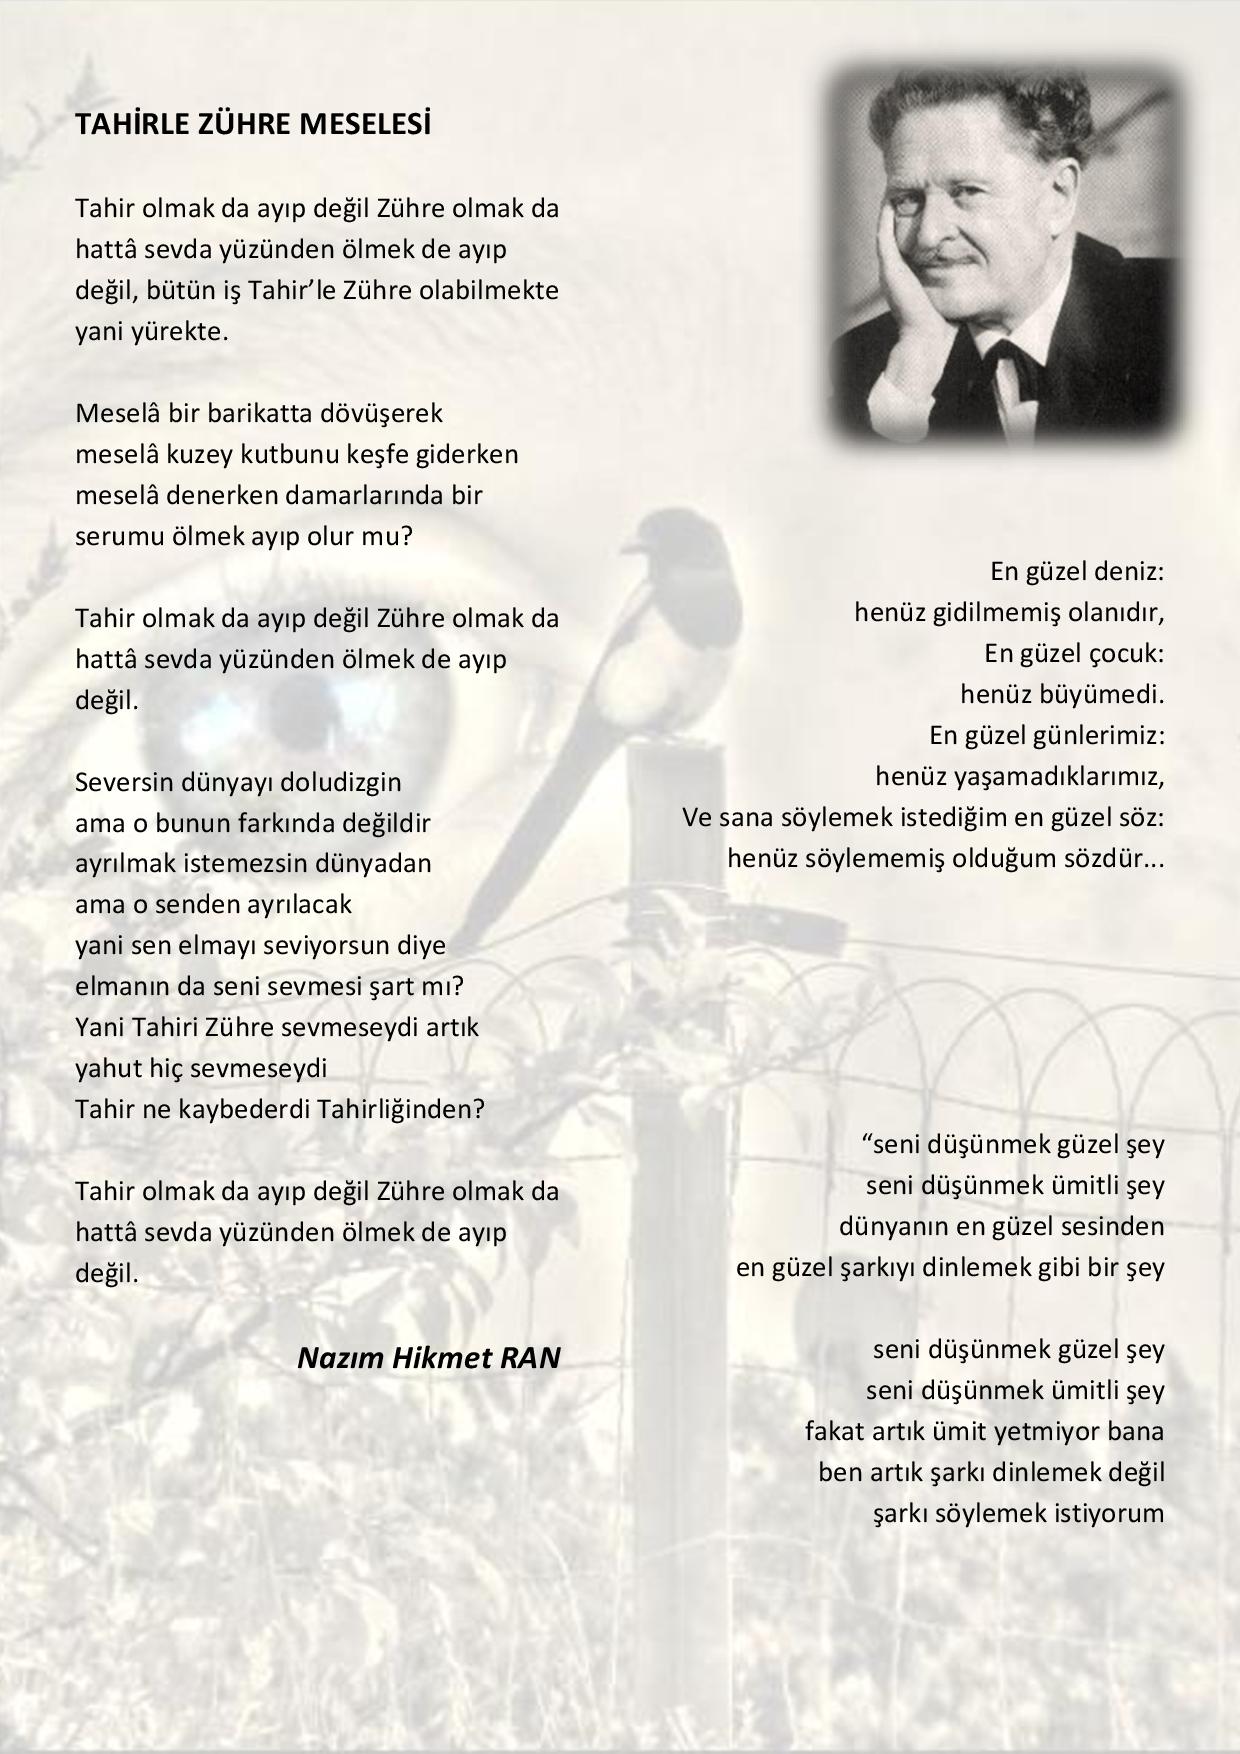 TAHİRLE ZÜHRE MESELESİ
Tahir olmak da ayıp değil Zühre olmak da
hattâ sevda yüzünden ölmek de ayıp
değil, bütün iş Tahir’le Zühre olabilmekte
yani yürekte.
Meselâ bir barikatta dövüşerek
meselâ kuzey kutbunu keşfe giderken
meselâ denerken damarlarında bir
serumu ölmek ayıp olur mu?
Tahir olmak da ayıp değil Zühre olmak da
hattâ sevda yüzünden ölmek de ayıp
değil.
Seversin dünyayı doludizgin
ama o bunun farkında değildir
ayrılmak istemezsin dünyadan
ama o senden ayrılacak
yani sen elmayı seviyorsun diye
elmanın da seni sevmesi şart mı?
Yani Tahiri Zühre sevmeseydi artık
yahut hiç sevmeseydi
Tahir ne kaybederdi Tahirliğinden?
Tahir olmak da ayıp değil Zühre olmak da
hattâ sevda yüzünden ölmek de ayıp
değil.
Nazım Hikmet RAN
En güzel deniz:
henüz gidilmemiş olanıdır,
En güzel çocuk:
henüz büyümedi.
En güzel günlerimiz:
henüz yaşamadıklarımız,
Ve sana söylemek istediğim en güzel söz:
henüz söylememiş olduğum sözdür...
“seni düşünmek güzel şey
seni düşünmek ümitli şey
dünyanın en güzel sesinden
en güzel şarkıyı dinlemek gibi bir şey
seni düşünmek güzel şey
seni düşünmek ümitli şey
fakat artık ümit yetmiyor bana
ben artık şarkı dinlemek değil
şarkı söylemek istiyorum